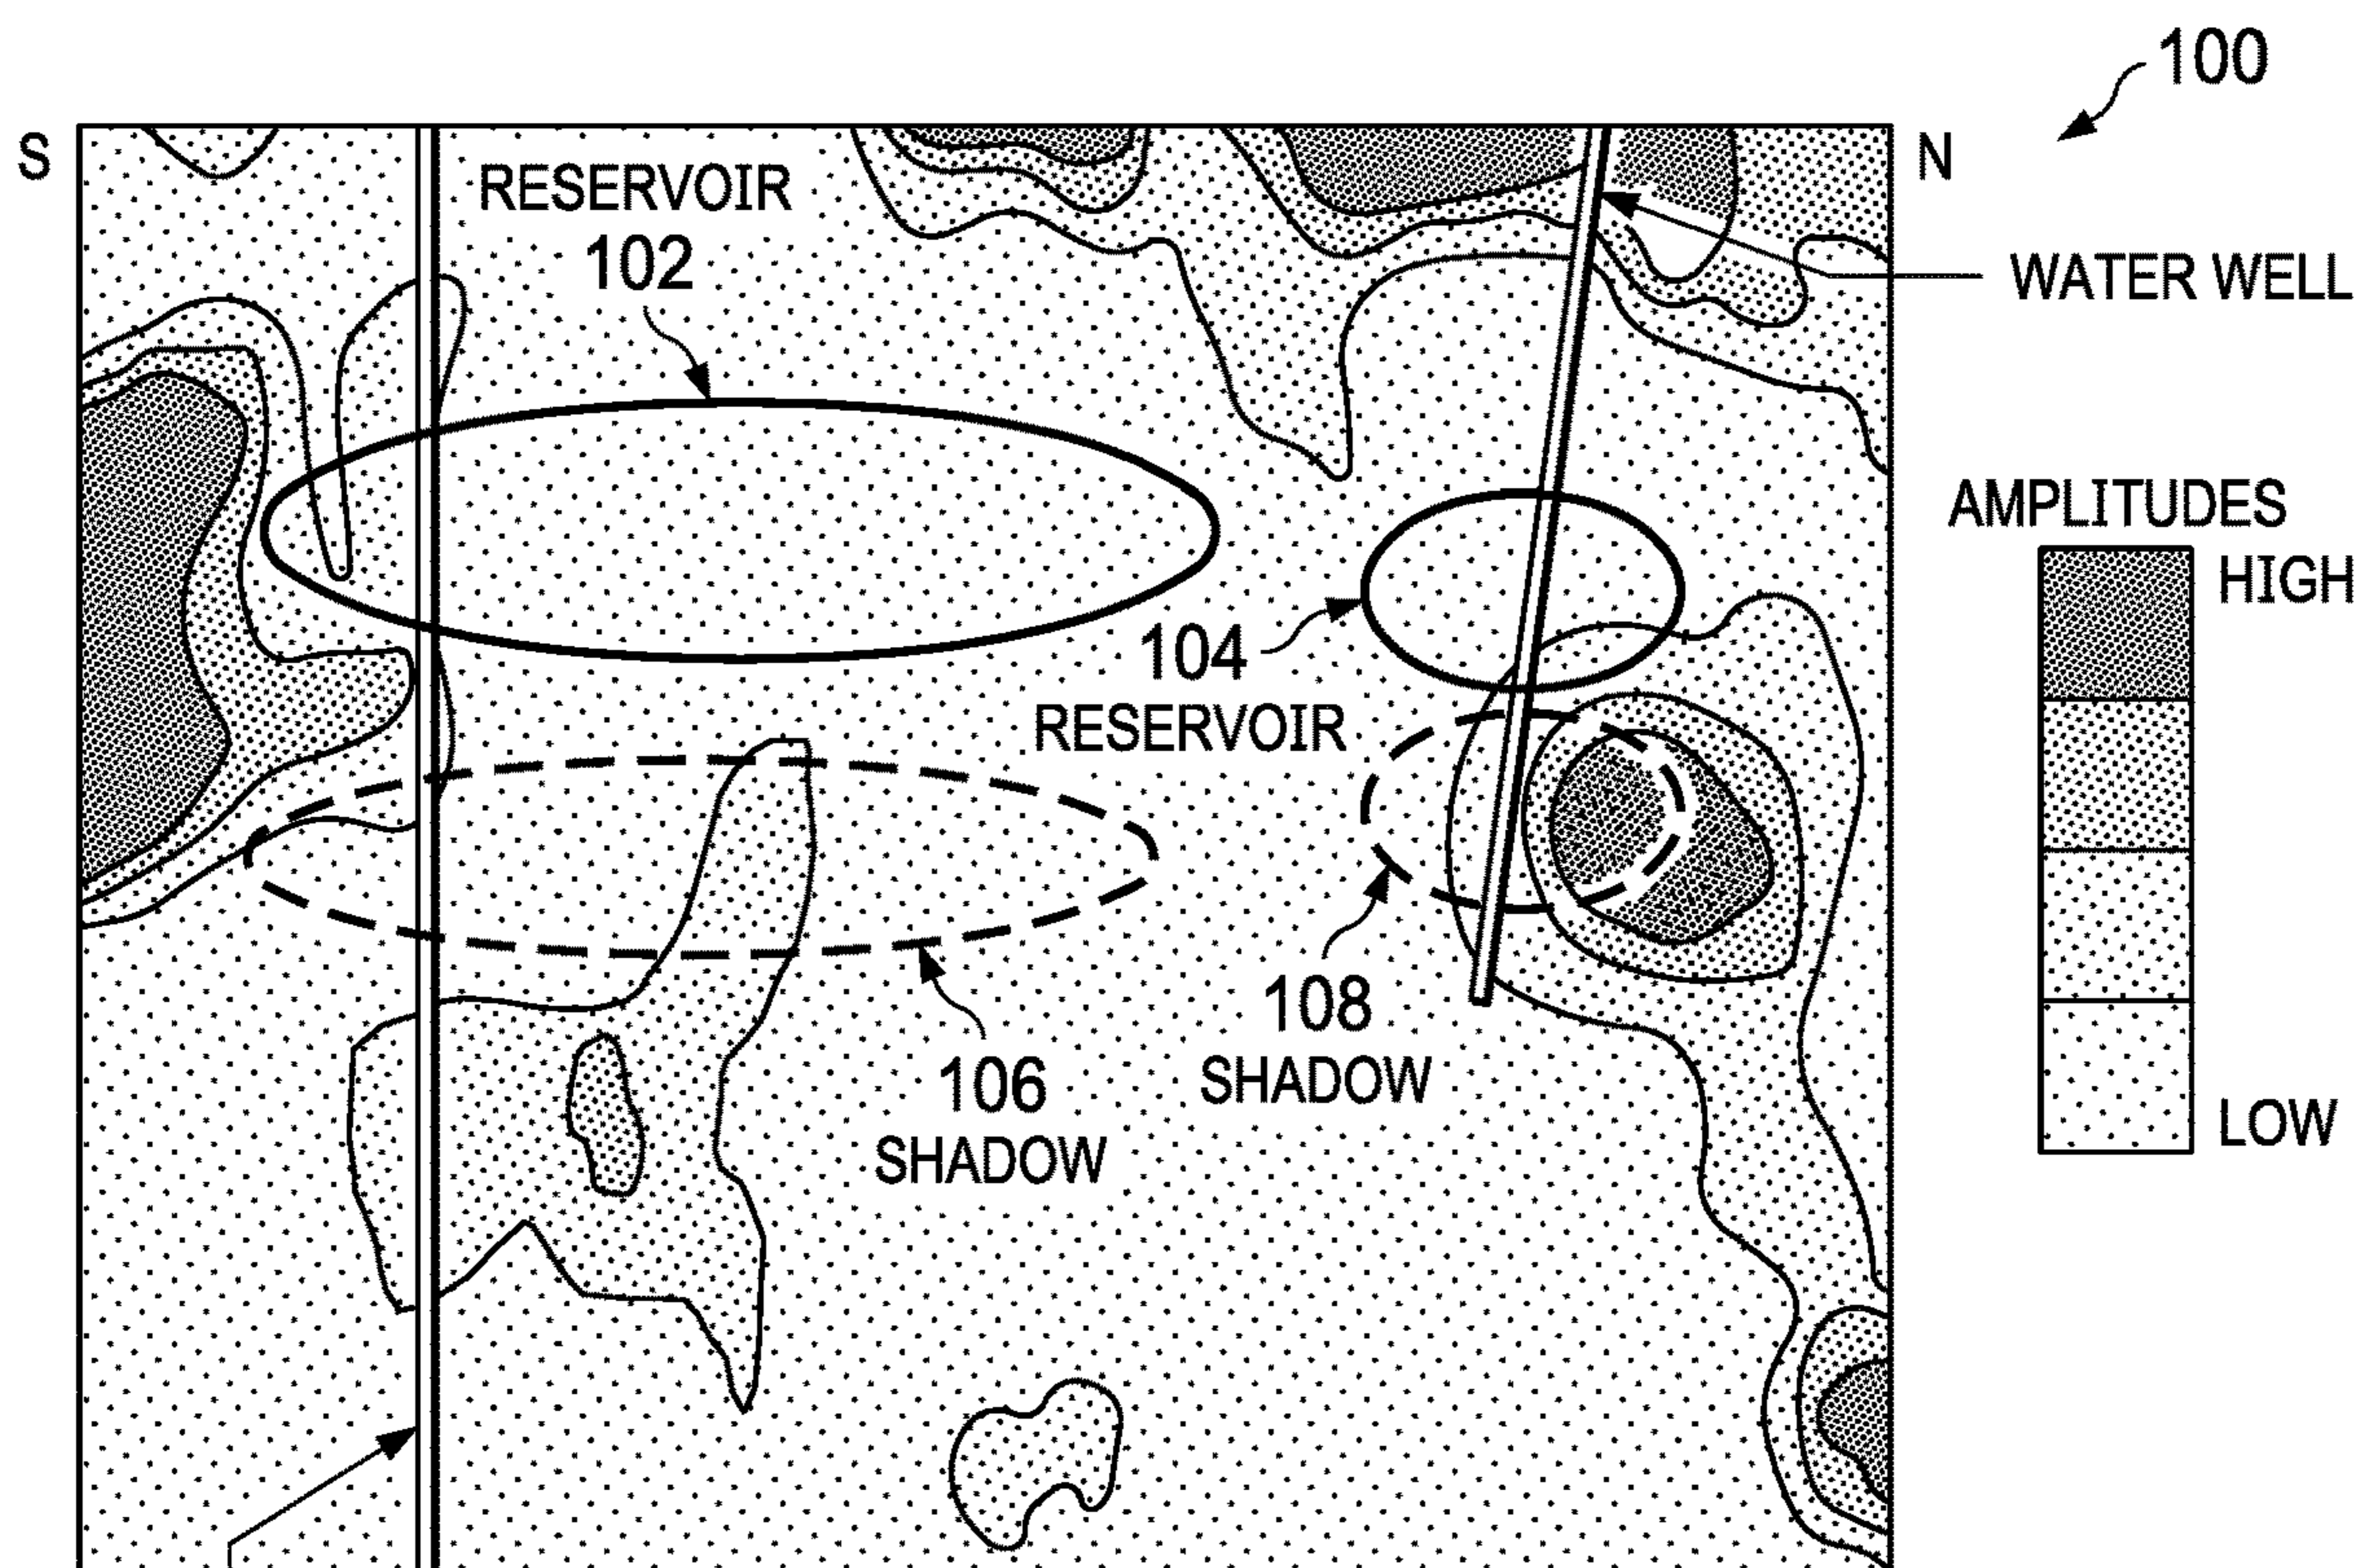 100
S
N
RESERVOIR
102
WATER WELL
AMPLITUDES
HIGH
104
RESERVOIR
108
SHADOW
106
SHADOW
LOW